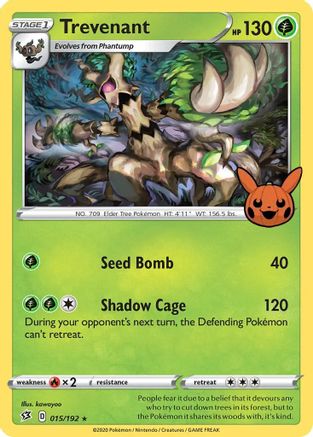 STAGE 1
Trevenant
HP 130
Evolves from Phantump
NO. 709 Elder Tree Pokémon HT: 4'11" WT: 156.5 lbs.
Seed Bomb 40
Shadow Cage 120
During your opponent's next turn, the Defending Pokémon
can't retreat.
weakness ×2 resistance retreat
Illus. kawayoo
D 015/192 ★
People fear it due to a belief that it devours any
who try to cut down trees in its forest, but to
the Pokémon it shares its woods with, it's kind.
©2020 Pokémon / Nintendo / Creatures / GAME FREAK